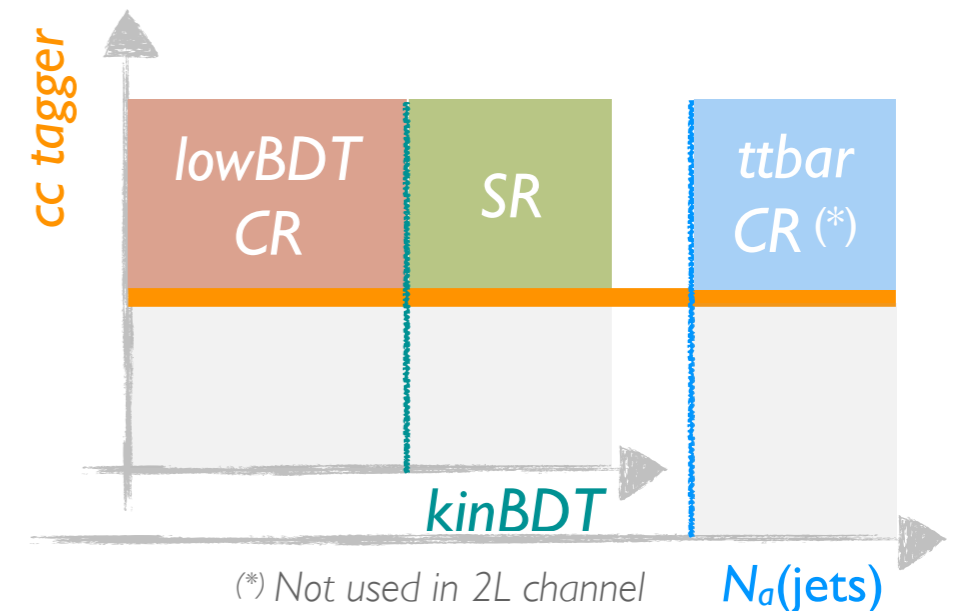 cc tagger
lowBDT
CR
SR
ttbar
CR (*)
kinBDT
(*) Not used in 2L channel
Na(jets)